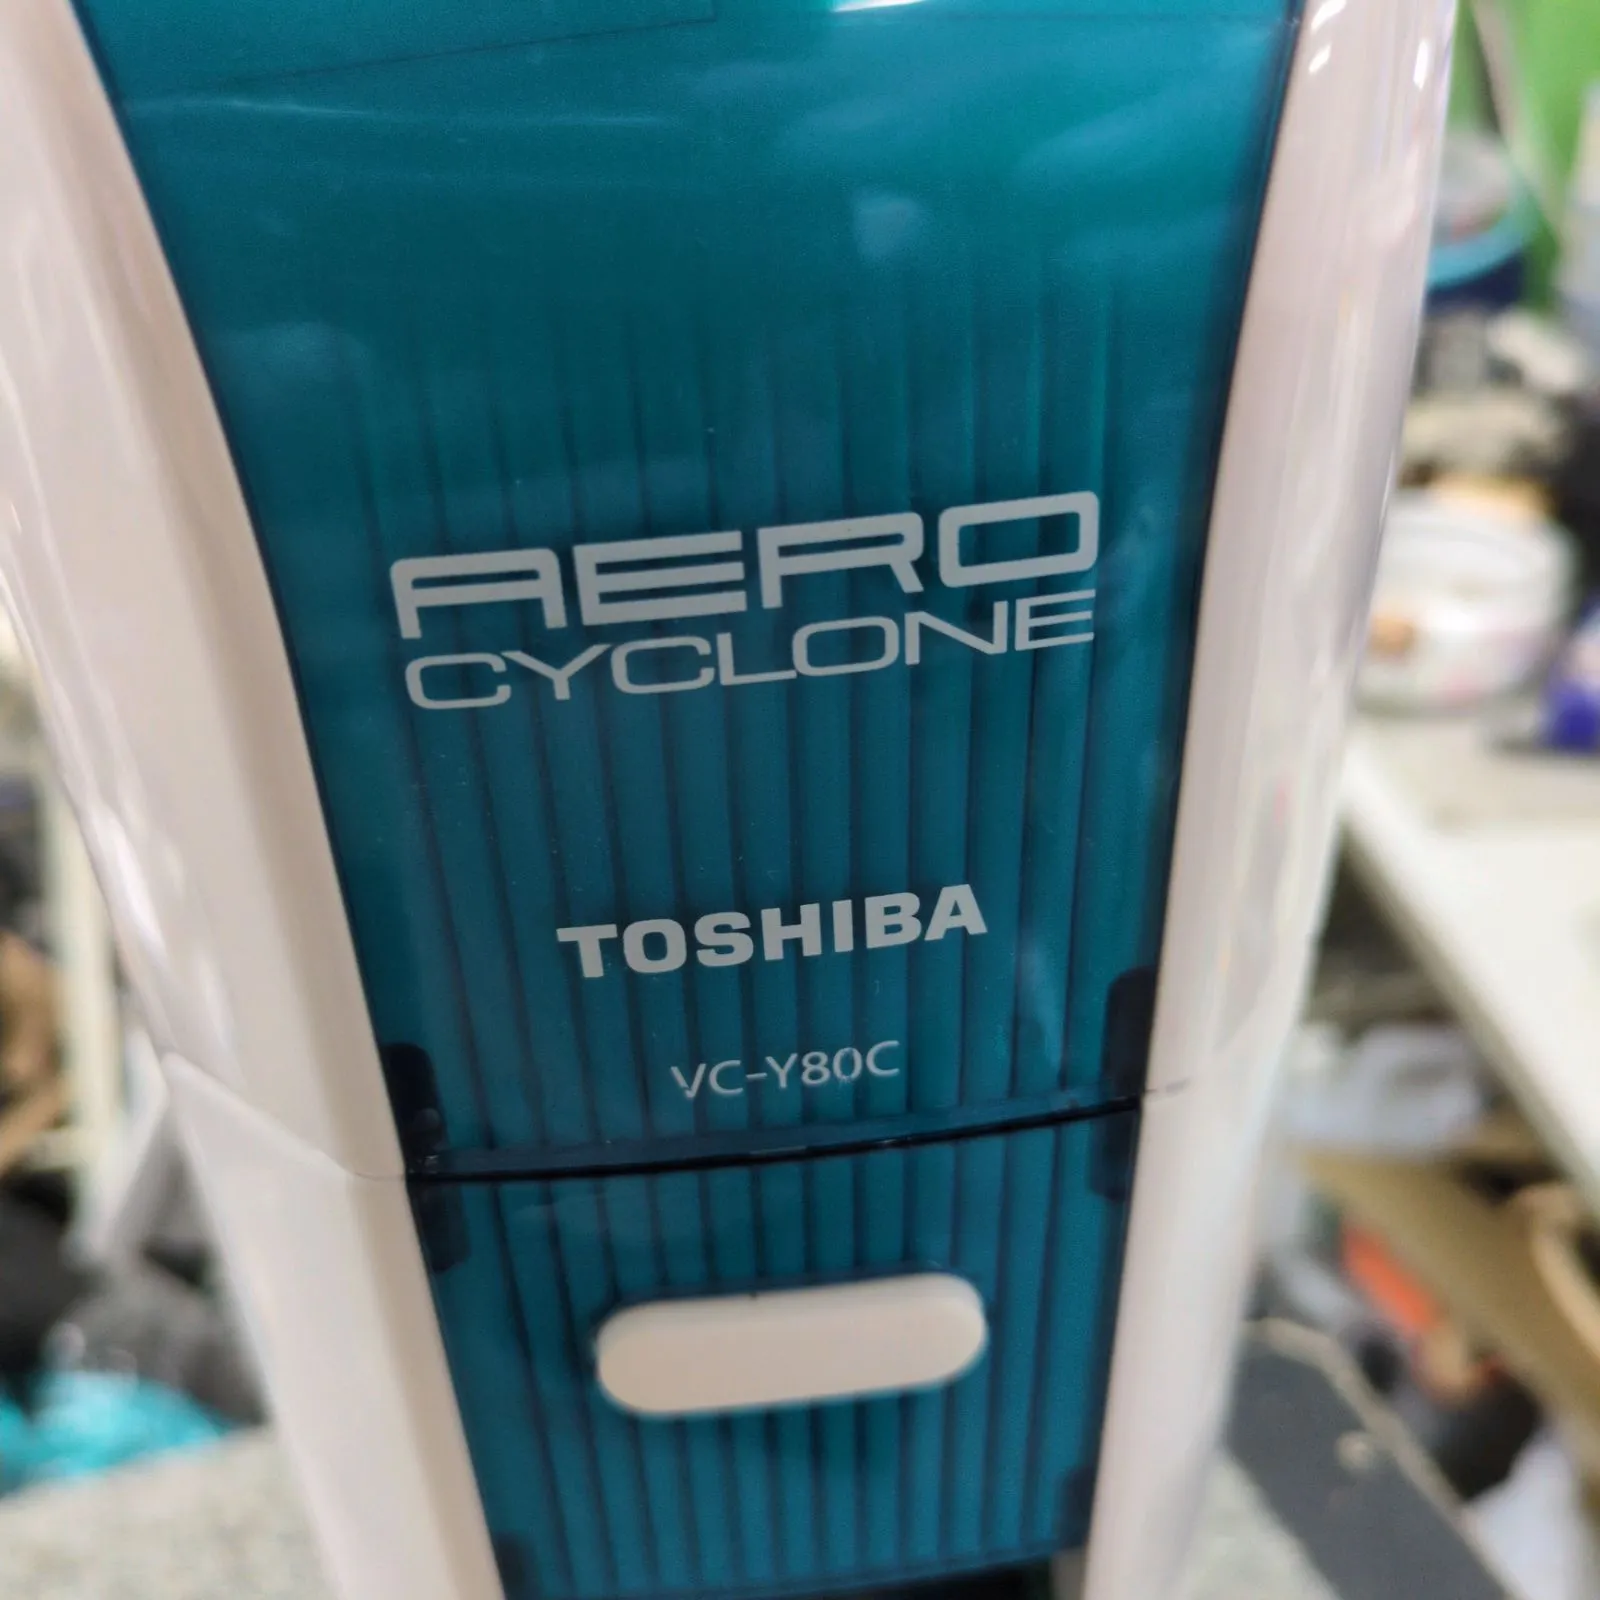 AERO
CYCLONE
TOSHIBA
VC-Y80C